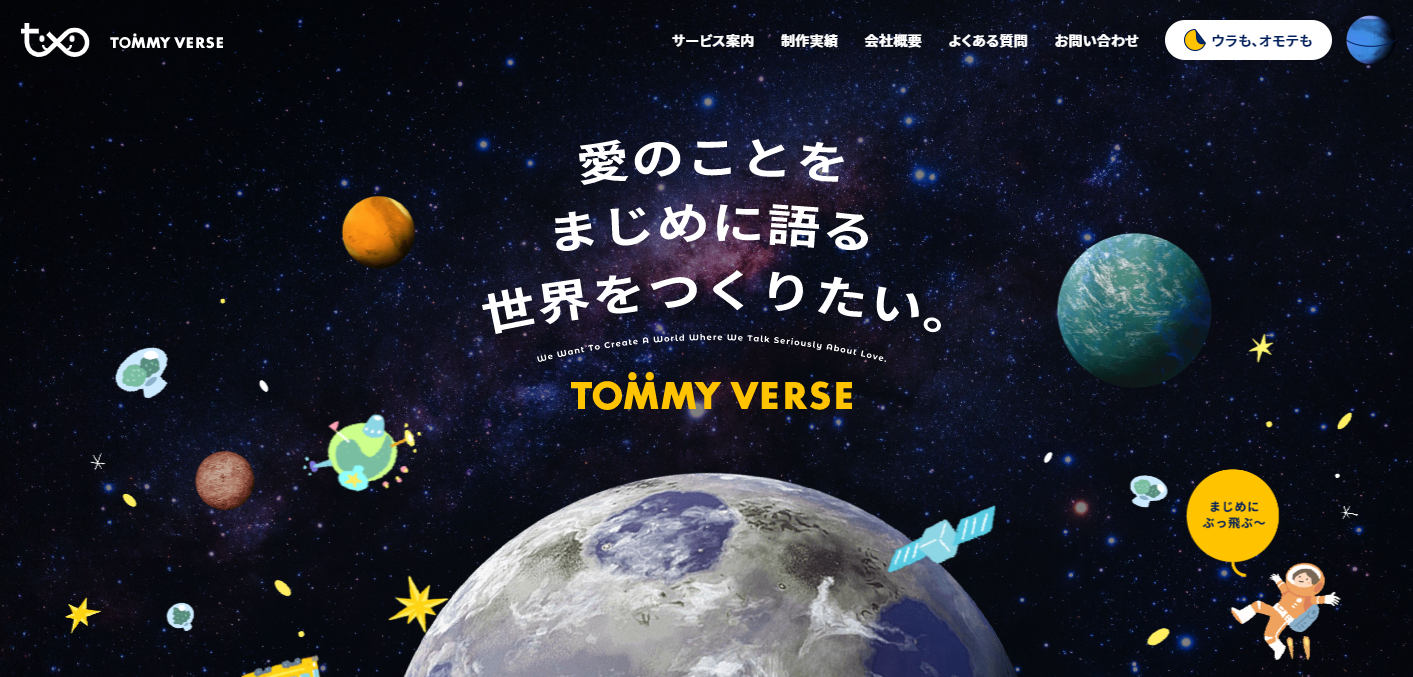 TOMMY VERSE
サービス案内
制作実績
会社概要
よくある質問
お問い合わせ
ウラも、オモテも
愛のことを
まじめに語る
世界をつくりたい。
We Want To Create A World Where We Talk Seriously About Love.
TOMMY VERSE
まじめに
ぶっ飛ぶ〜